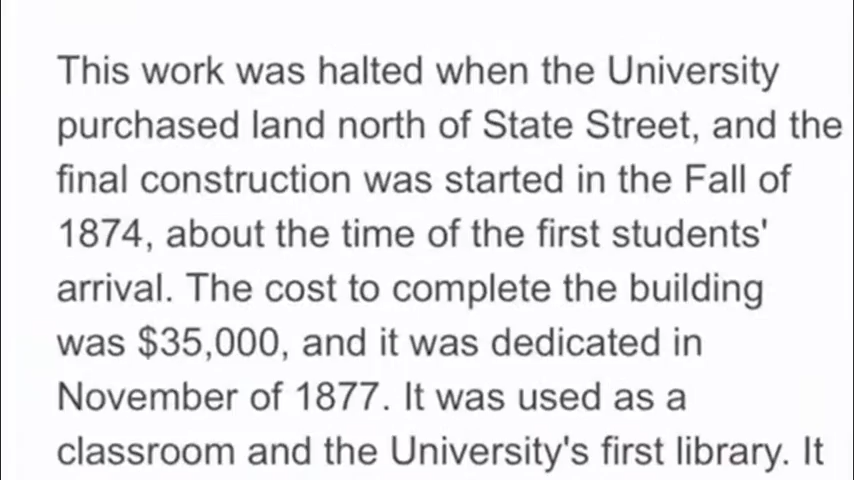 This work was halted when the University
purchased land north of State Street, and the
final construction was started in the Fall of
1874, about the time of the first students'
arrival. The cost to complete the building
was $35,000, and it was dedicated in
November of 1877. It was used as a
classroom and the University's first library. It